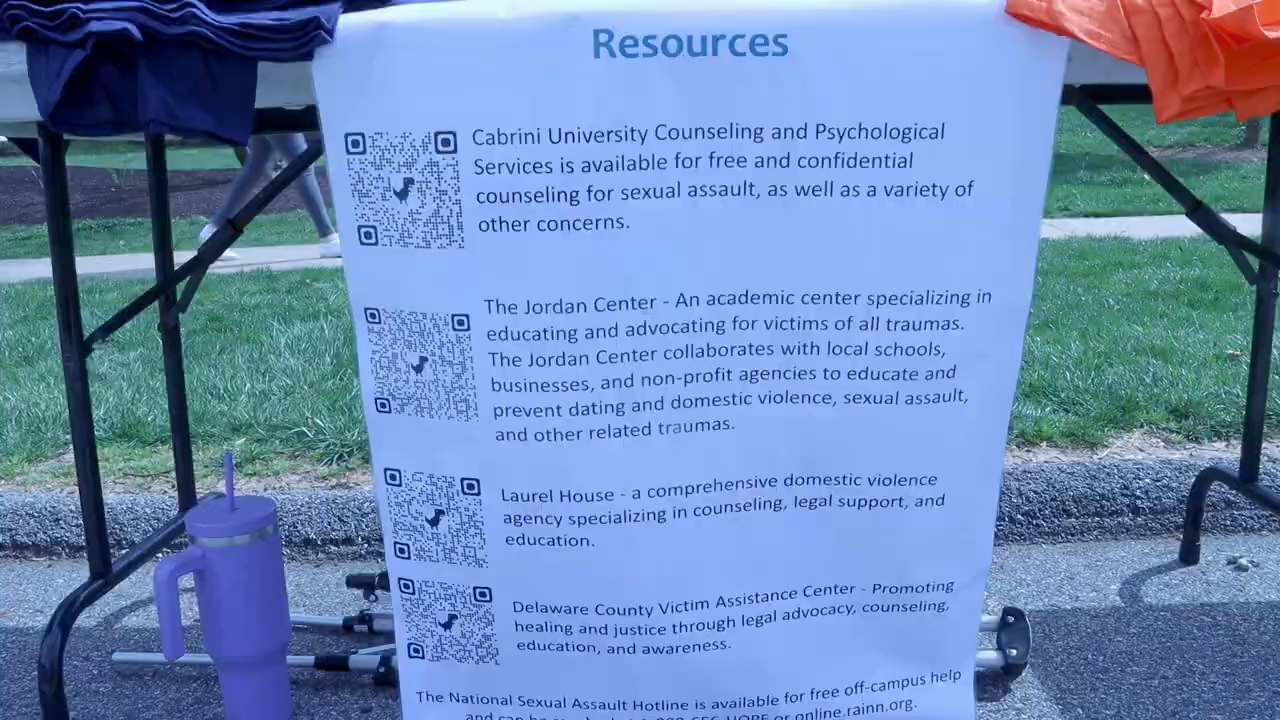 Resources
Cabrini University Counseling and Psychological
Services is available for free and confidential
counseling for sexual assault, as well as a variety of
other concerns.
The Jordan Center - An academic center specializing in
educating and advocating for victims of all traumas.
The Jordan Center collaborates with local schools,
businesses, and non-profit agencies to educate and
prevent dating and domestic violence, sexual assault,
and other related traumas.
Laurel House - a comprehensive domestic violence
agency specializing in counseling, legal support, and
education.
Delaware County Victim Assistance Center - Promoting
healing and justice through legal advocacy, counseling,
education, and awareness.
The National Sexual Assault Hotline is available for free off-campus help
and can be or online.rainn.org.